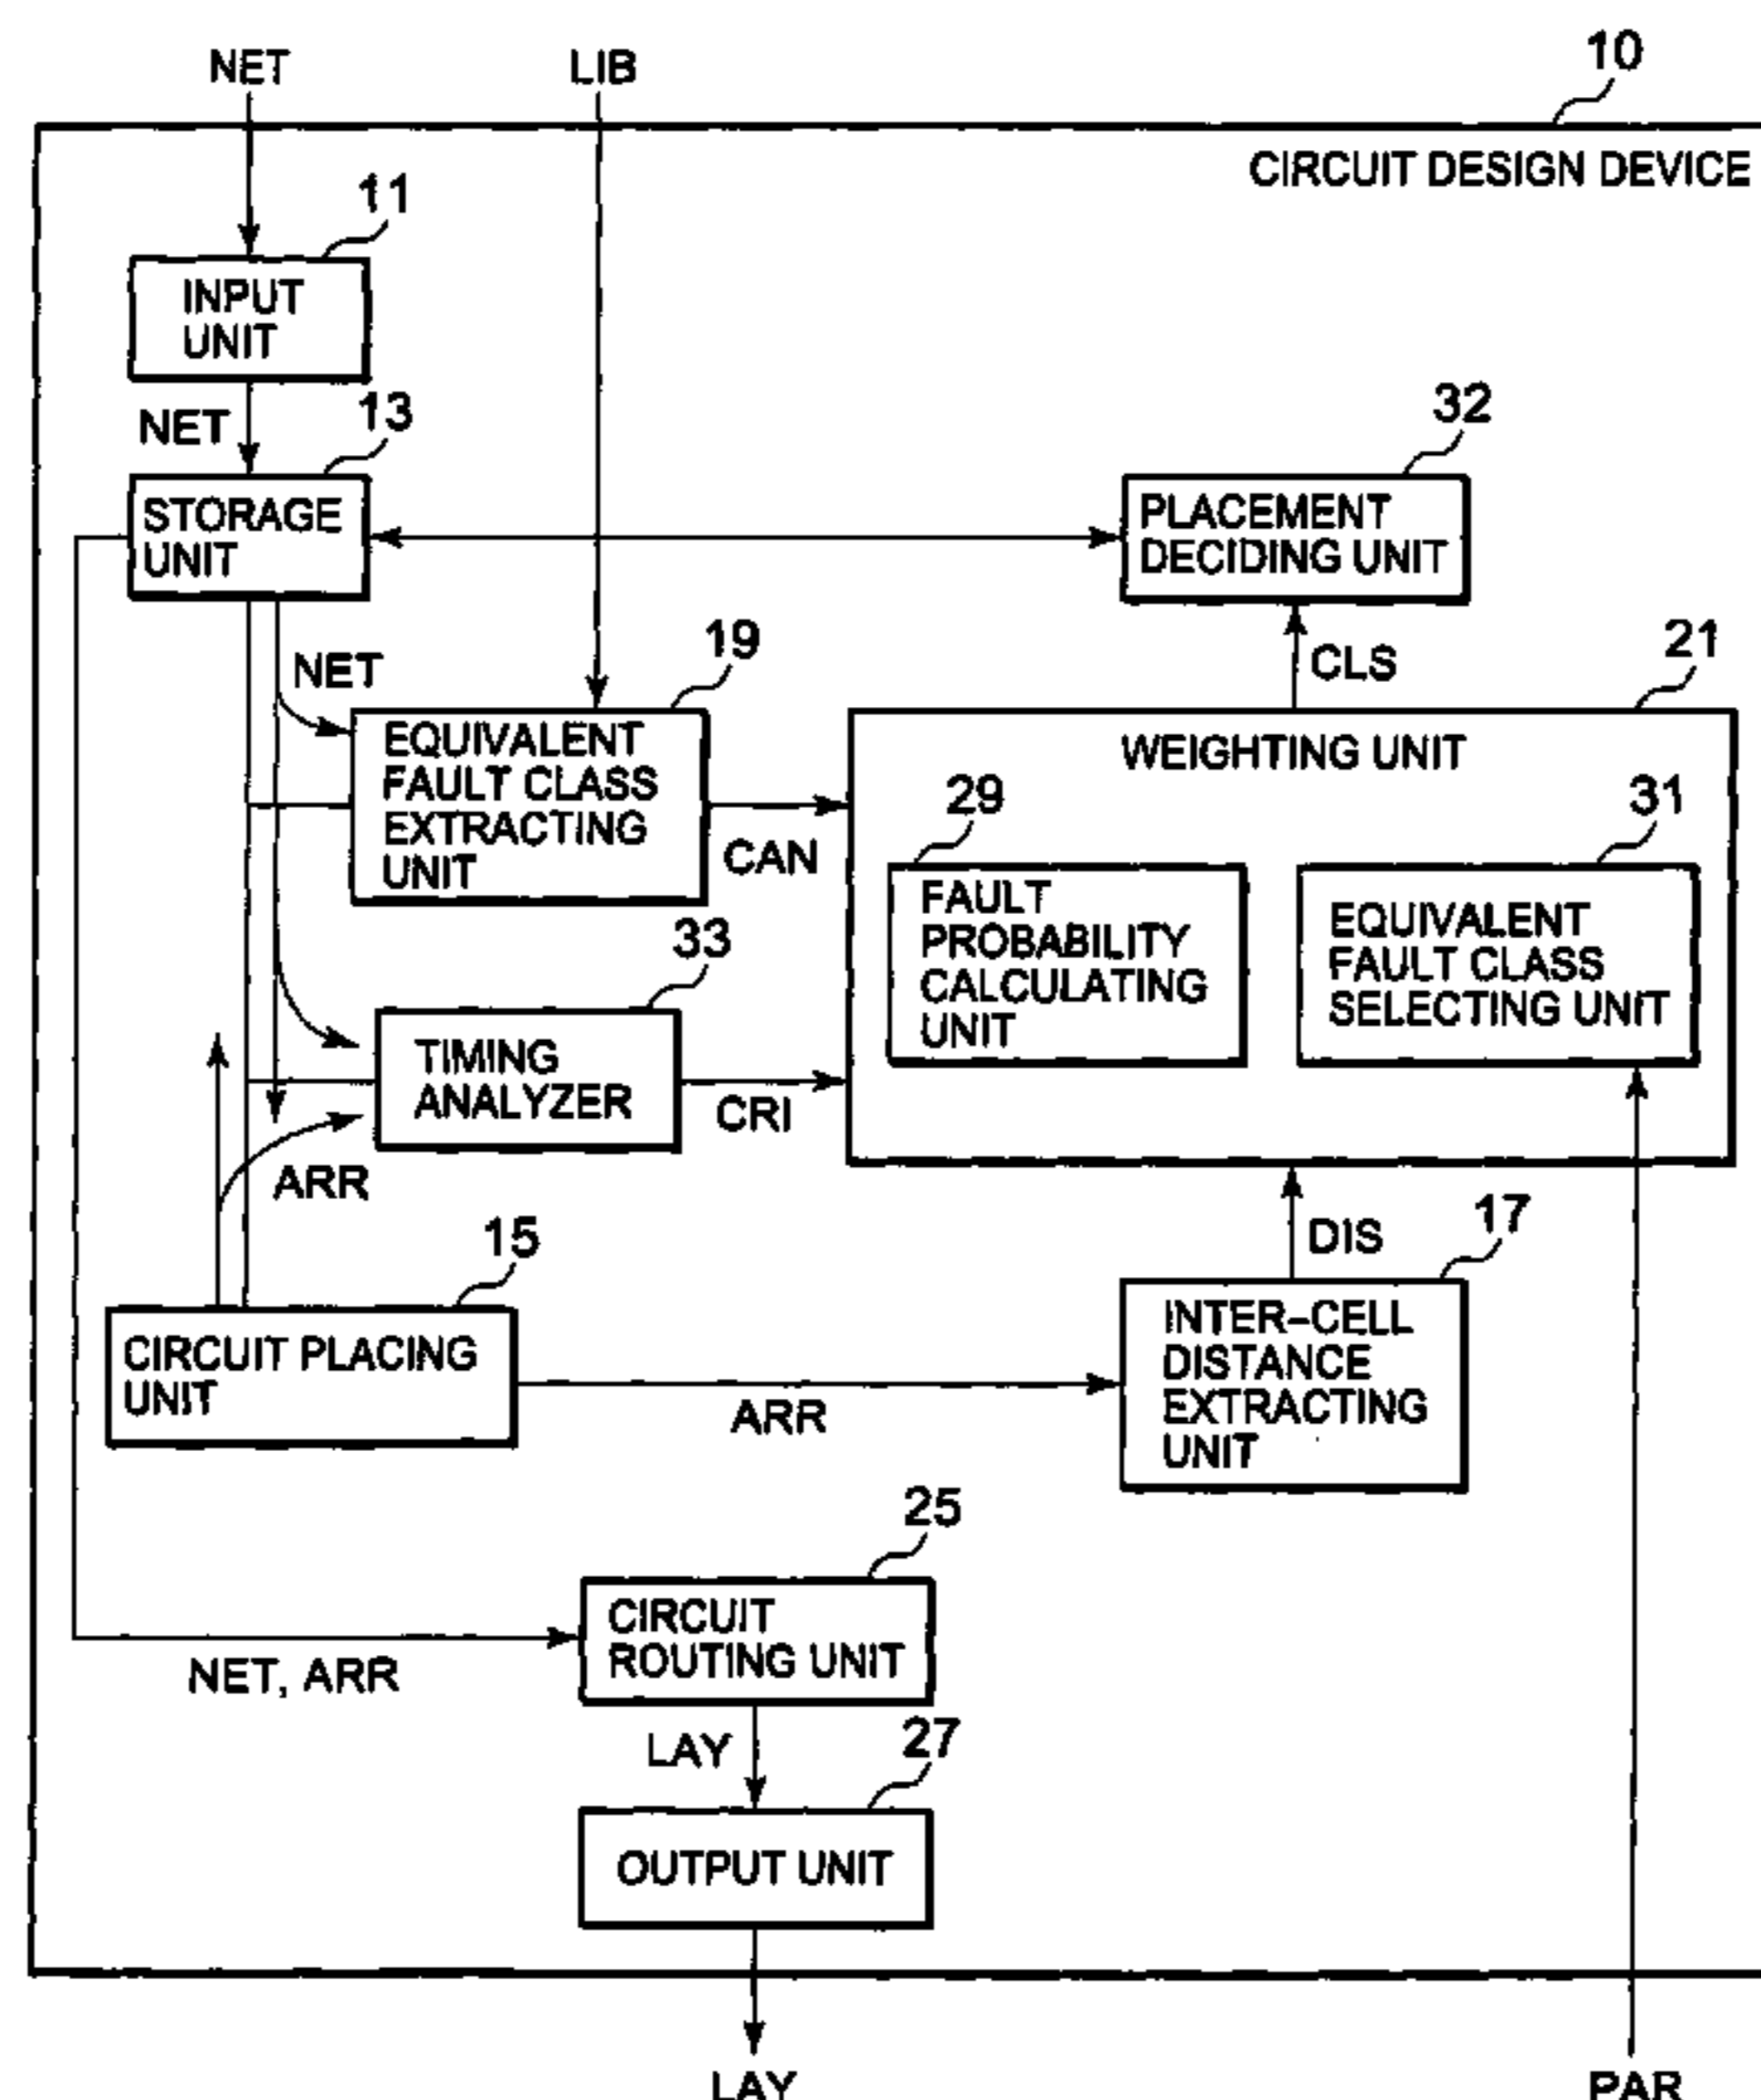 NET
LIB
10
CIRCUIT DESIGN DEVICE
11
INPUT
UNIT
NET
13
STORAGE
UNIT
32
PLACEMENT
DECIDING UNIT
NET
19
EQUIVALENT
FAULT CLASS
EXTRACTING
UNIT
CAN
CLS
21
WEIGHTING UNIT
29
FAULT
PROBABILITY
CALCULATING
UNIT
31
EQUIVALENT
FAULT CLASS
SELECTING UNIT
33
TIMING
ANALYZER
CRI
ARR
15
CIRCUIT PLACING
UNIT
ARR
DIS
17
INTER-CELL
DISTANCE
EXTRACTING
UNIT
25
CIRCUIT
ROUTING UNIT
NET, ARR
LAY
27
OUTPUT UNIT
LAY
PAR